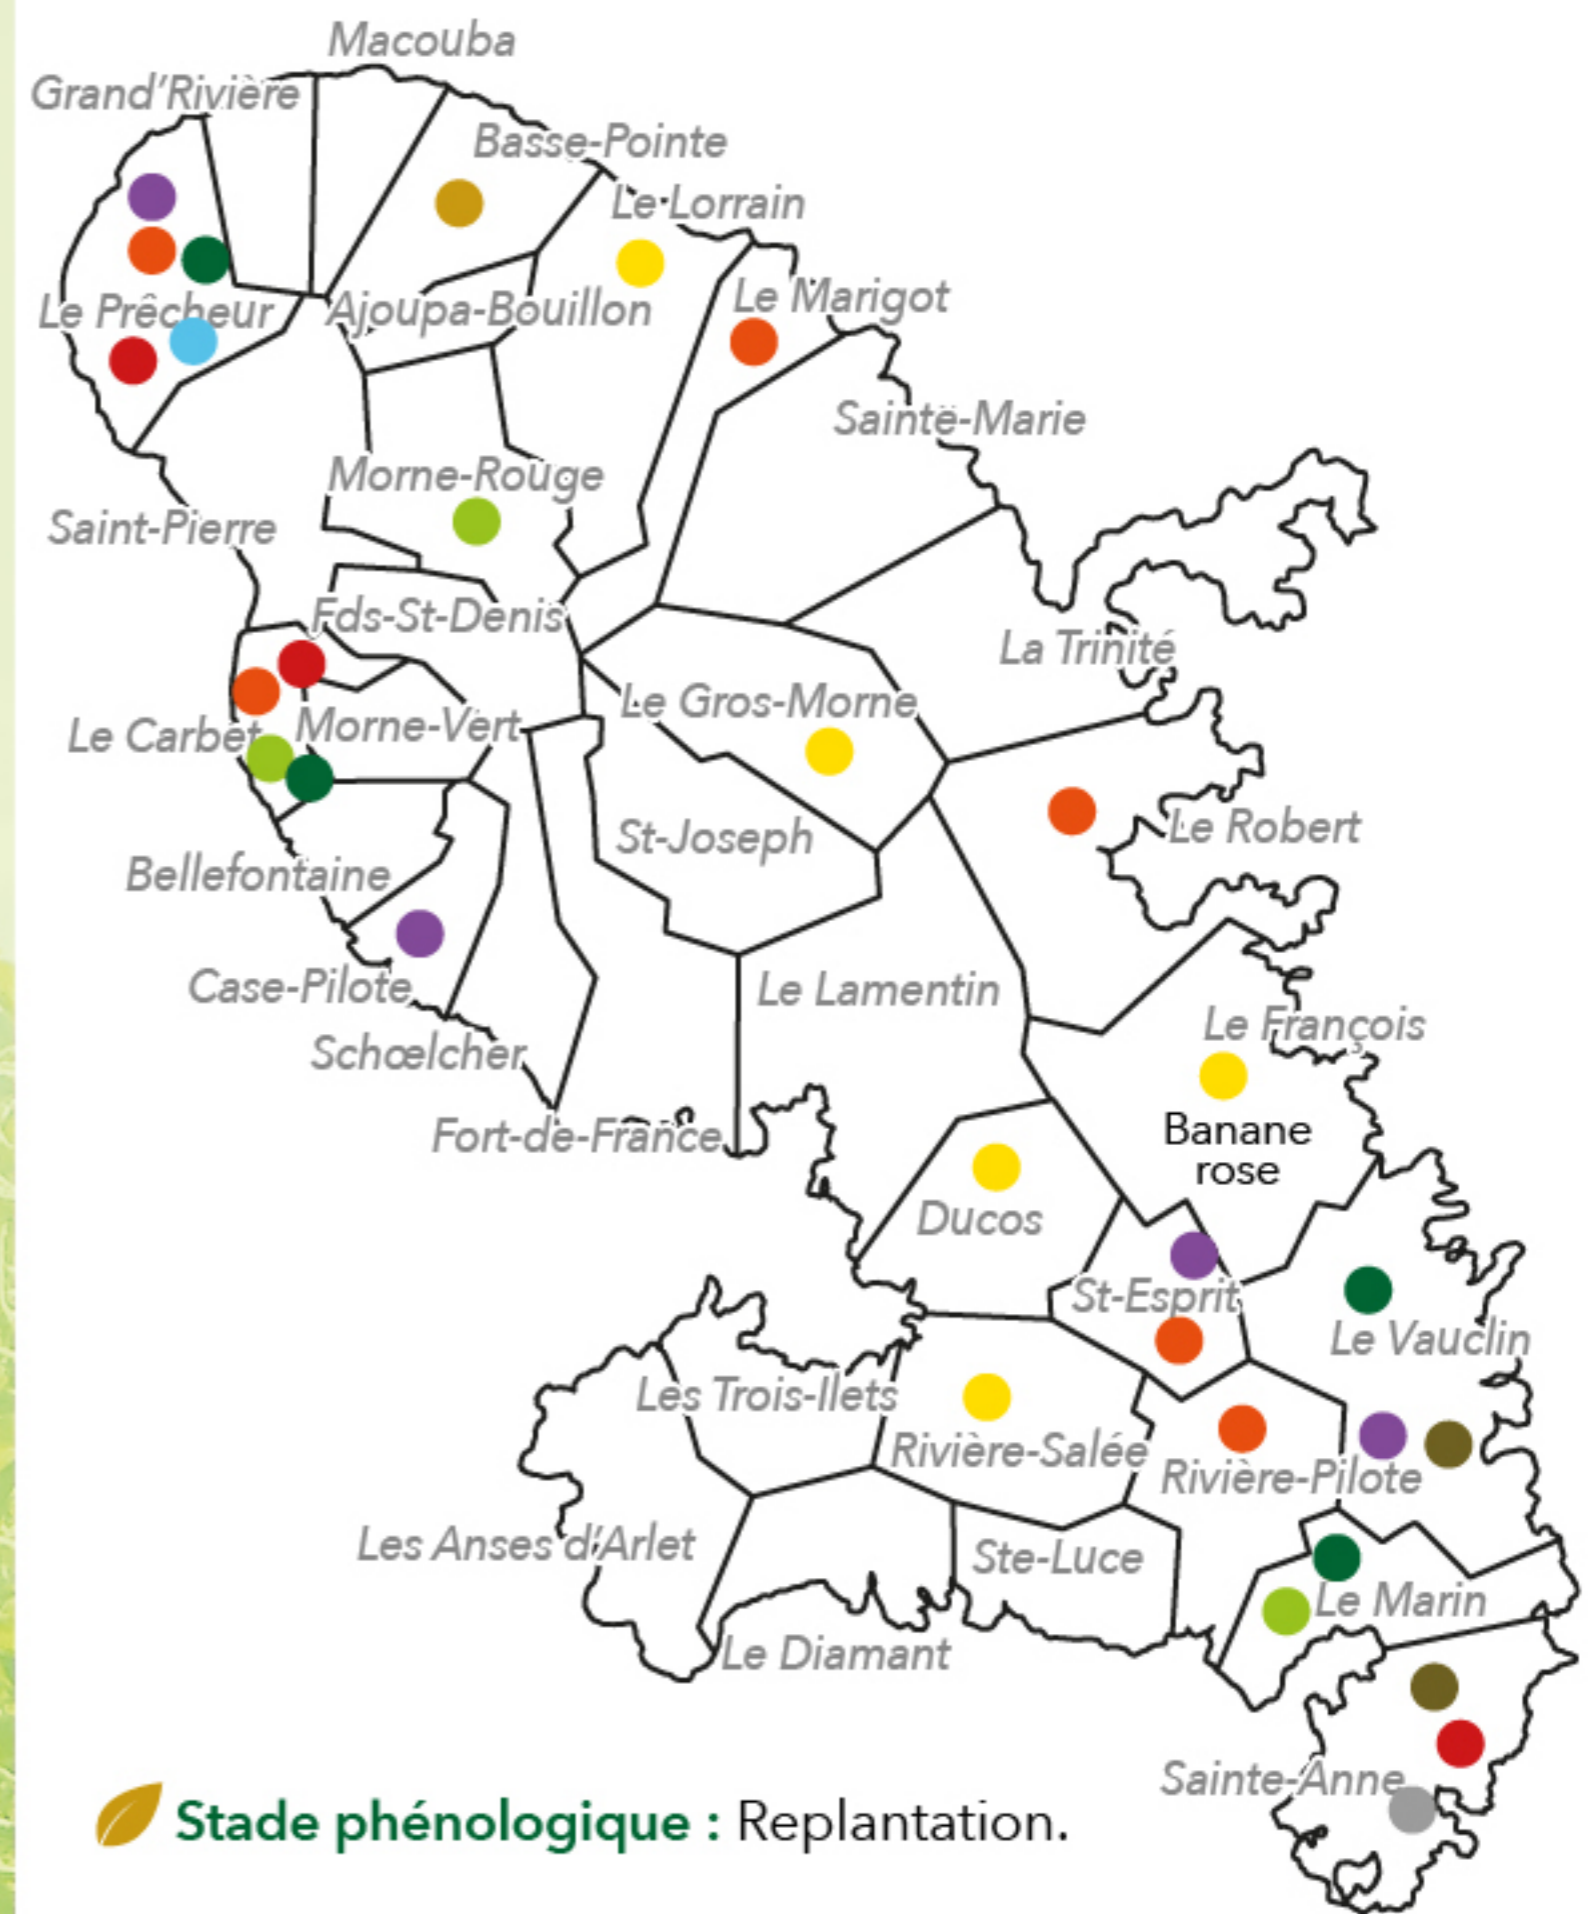 Macouba
Grand'Rivière
Basse-Pointe
Le Lorrain
Le Marigot
Le Prêcheur
Ajoupa-Bouillon
Sainte-Marie
Morne-Rouge
Saint-Pierre
Fds-St-Denis
La Trinité
Le Gros-Morne
Morne-Vert
Le Carbet
Le Robert
St-Joseph
Bellefontaine
Case-Pilote
Le Lamentin
Le François
Schœlcher
Fort-de-France
Banane
rose
Ducos
St-Esprit
Le Vauclin
Les Trois-Ilets
Rivière-Salée
Rivière-Pilote
Les Anses d'Arlet
Ste-Luce
Le Marin
Le Diamant
Sainte-Anne
Stade phénologique : Replantation.